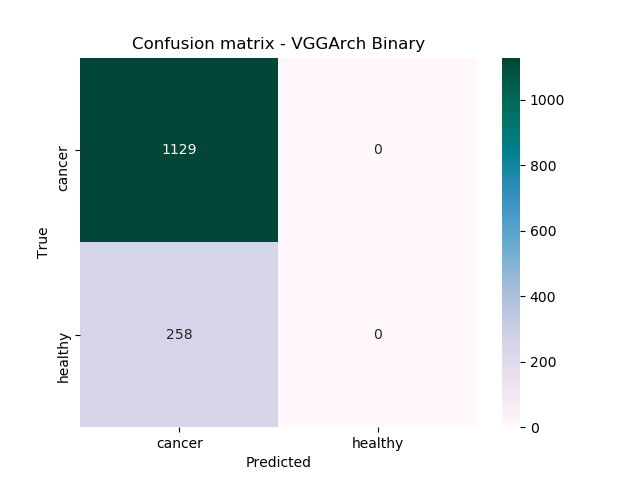 Confusion matrix - VGGArch Binary
cancer
healthy
True
1129
0
258
0
cancer
healthy
Predicted
1000
800
600
400
200
0